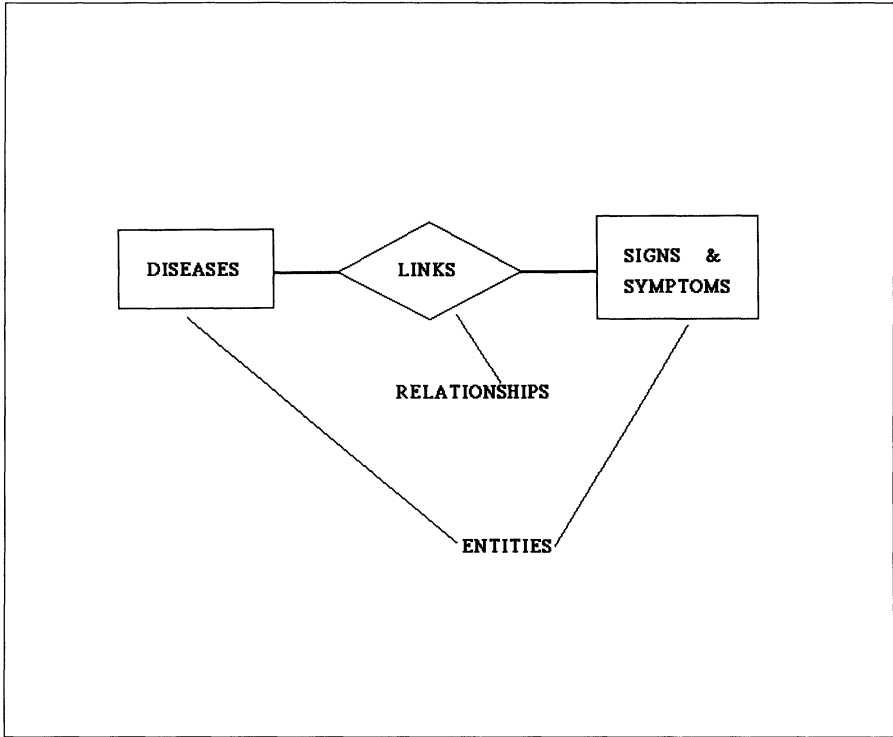 DISEASES
LINKS
SIGNS &
SYMPTOMS
RELATIONSHIPS
ENTITIES